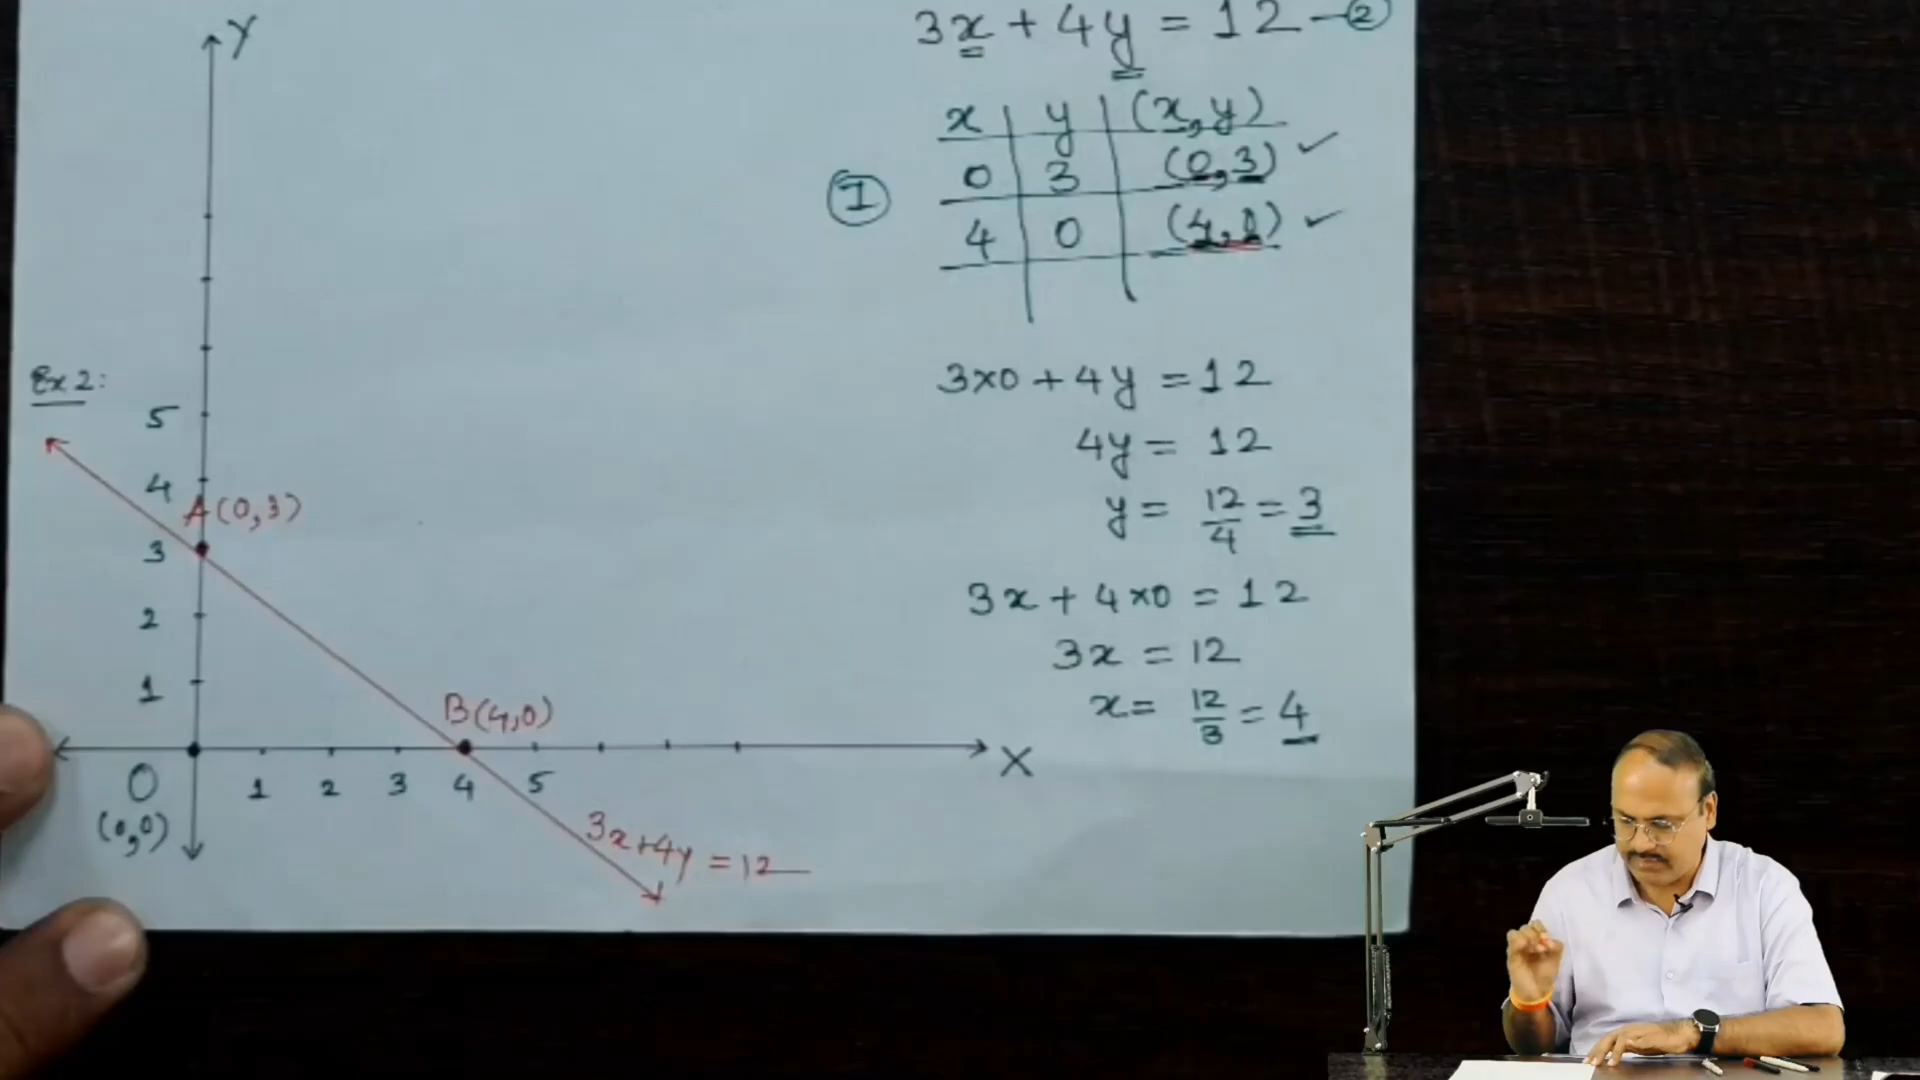 3x + 4y = 12 — 2
x y (x,y)
0 3 (0,3) ✓
I
4 0 (4,0) ✓
3×0 + 4y = 12
4y = 12
y = 12/4 = 3
3x + 4×0 = 12
3x = 12
x = 12/3 = 4
Y
Ex 2:
5
4
A(0,3)
3
2
1
B(4,0)
X
O 1 2 3 4 5
(0,0)
3x+4y = 12